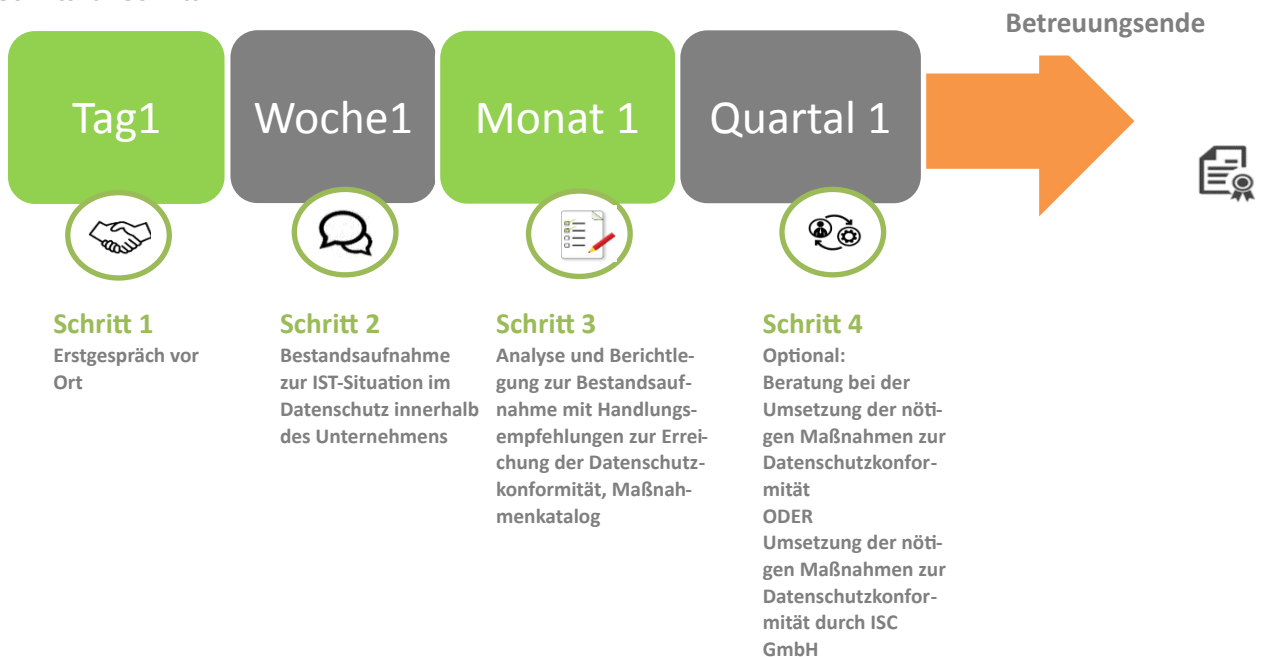 Betreuungsende
Tag1
Woche1
Monat 1
Quartal 1
Schritt 1
Erstgespräch vor
Ort
Schritt 2
Bestandsaufnahme
zur IST-Situation im
Datenschutz innerhalb
des Unternehmens
Schritt 3
Analyse und Berichtle-
gung zur Bestandsauf-
nahme mit Handlungs-
empfehlungen zur Errei-
chung der Datenschutz-
konformität, Maßnah-
menkatalog
Schritt 4
Optional:
Beratung bei der
Umsetzung der nöti-
gen Maßnahmen zur
Datenschutzkonfor-
mität
ODER
Umsetzung der nöti-
gen Maßnahmen zur
Datenschutzkonfor-
mität durch ISC
GmbH